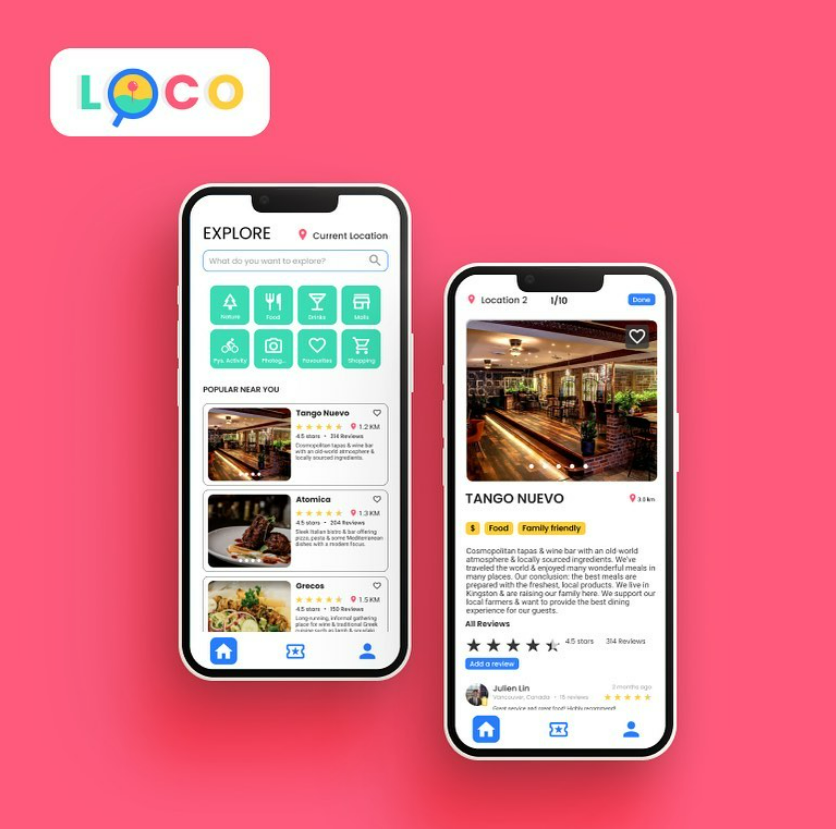 LOCO
EXPLORE
Current Location
What do you want to explore?
Nature
Food
Drinks
Malls
Pys. Activity
Photog...
Favourites
Shopping
POPULAR NEAR YOU
Tango Nuevo
1.2 KM
4.5 stars • 314 Reviews
Cosmopolitan tapas & wine bar
with an old-world atmosphere &
locally sourced ingredients.
Atomica
1.3 KM
4.5 stars • 204 Reviews
Sleek Italian bistro & bar offering
pizza, pasta & some Mediterranean
dishes with a modern focus.
Grecos
1.5 KM
4.5 stars • 150 Reviews
Long-running, informal gathering
place for wine & traditional Greek
Location 2
1/10
Done
TANGO NUEVO
3.0 km
$
Food
Family friendly
Cosmopolitan tapas & wine bar with an old-world
atmosphere & locally sourced ingredients. We've
traveled the world & enjoyed many wonderful meals in
many places. Our conclusion: the best meals are
prepared with the freshest, local products. We live in
Kingston & are raising our family here. We support our
local farmers & want to provide the best dining
experience for our guests.
All Reviews
4.5 stars
314 Reviews
Add a review
Julien Lin
2 months ago
Vancouver, Canada • 15 reviews
Great service and great food! Highly recommend!